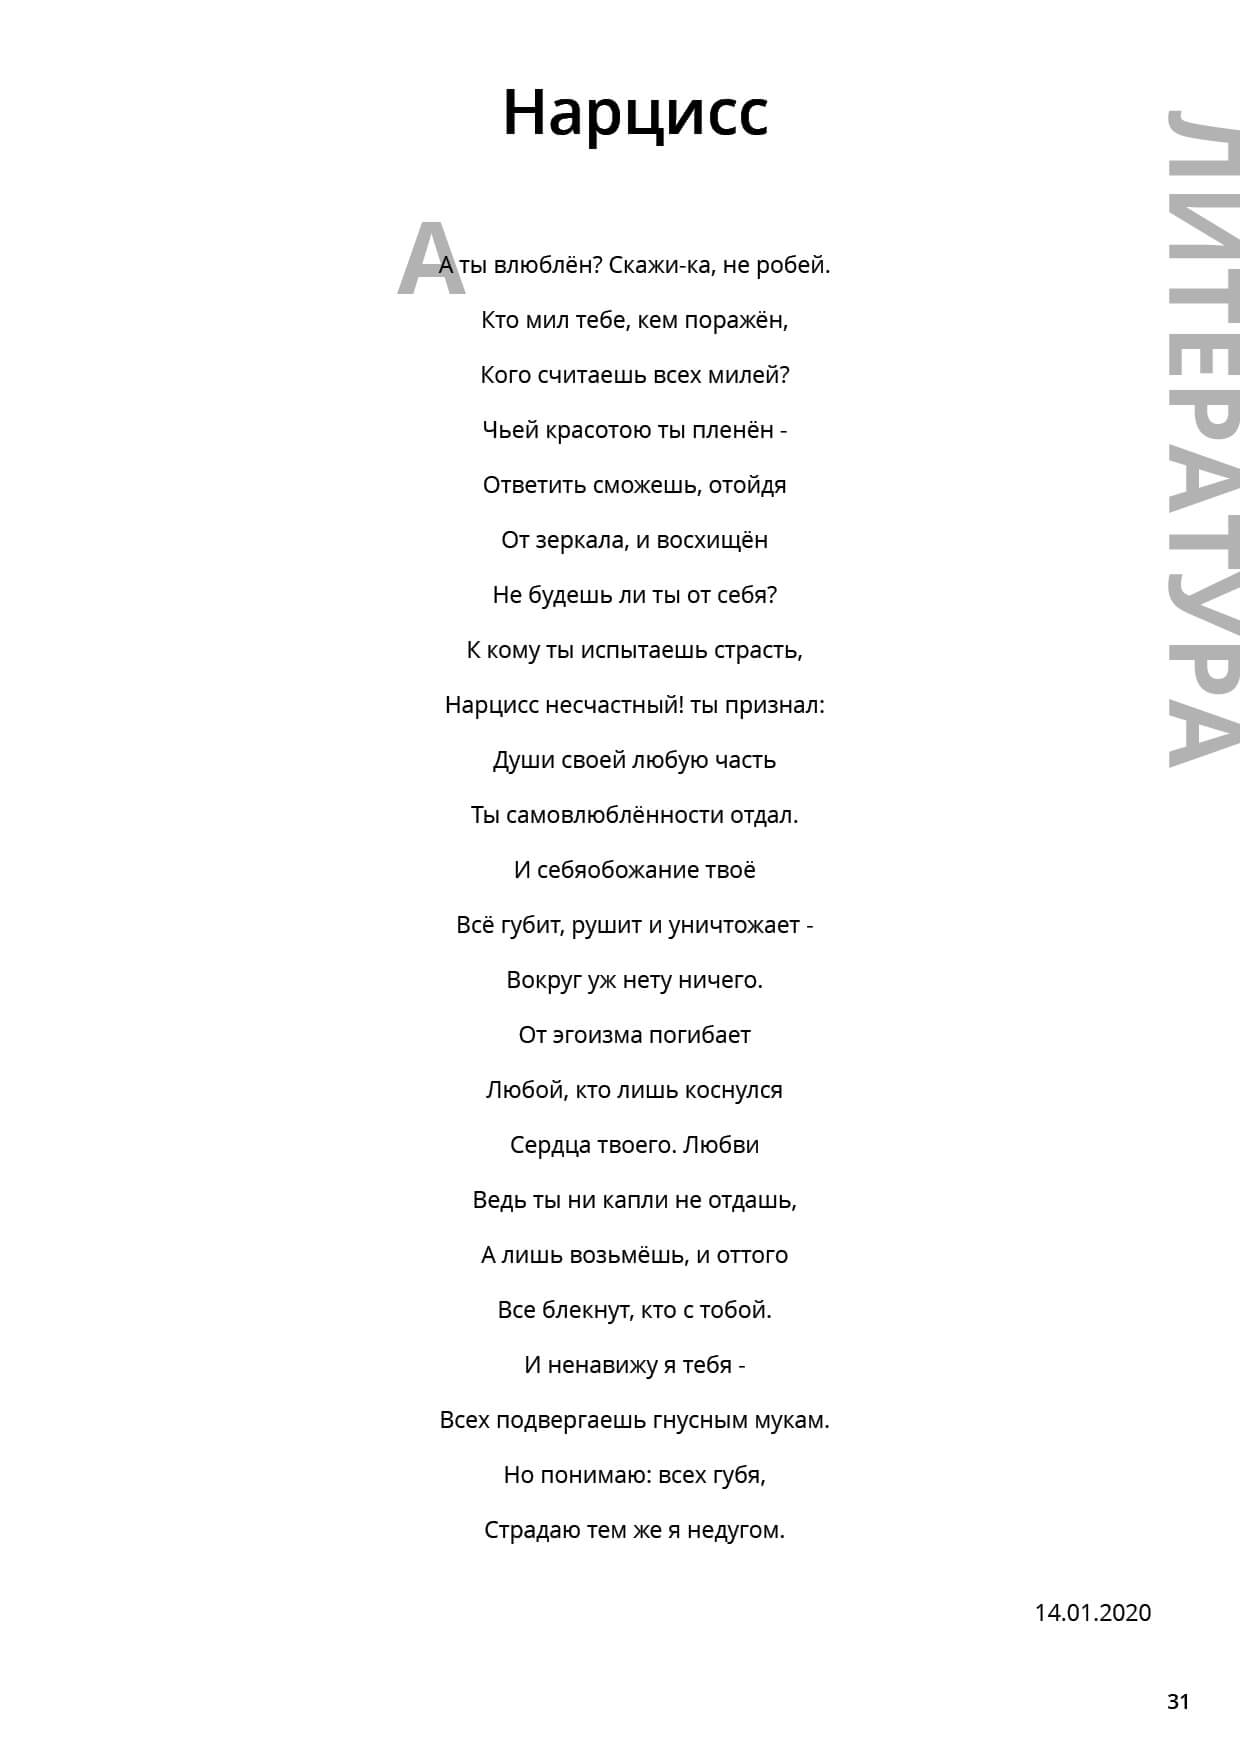 Нарцисс
ЛИТЕРАТУРА
А
А ты влюблён? Скажи-ка, не робей.
Кто мил тебе, кем поражён,
Кого считаешь всех милей?
Чьей красотою ты пленён -
Ответить сможешь, отойдя
От зеркала, и восхищён
Не будешь ли ты от себя?
К кому ты испытаешь страсть,
Нарцисс несчастный! ты признал:
Души своей любую часть
Ты самовлюблённости отдал.
И себяобожание твоё
Всё губит, рушит и уничтожает -
Вокруг уж нету ничего.
От эгоизма погибает
Любой, кто лишь коснулся
Сердца твоего. Любви
Ведь ты ни капли не отдашь,
А лишь возьмёшь, и оттого
Все блекнут, кто с тобой.
И ненавижу я тебя -
Всех подвергаешь гнусным мукам.
Но понимаю: всех губя,
Страдаю тем же я недугом.
14.01.2020
31